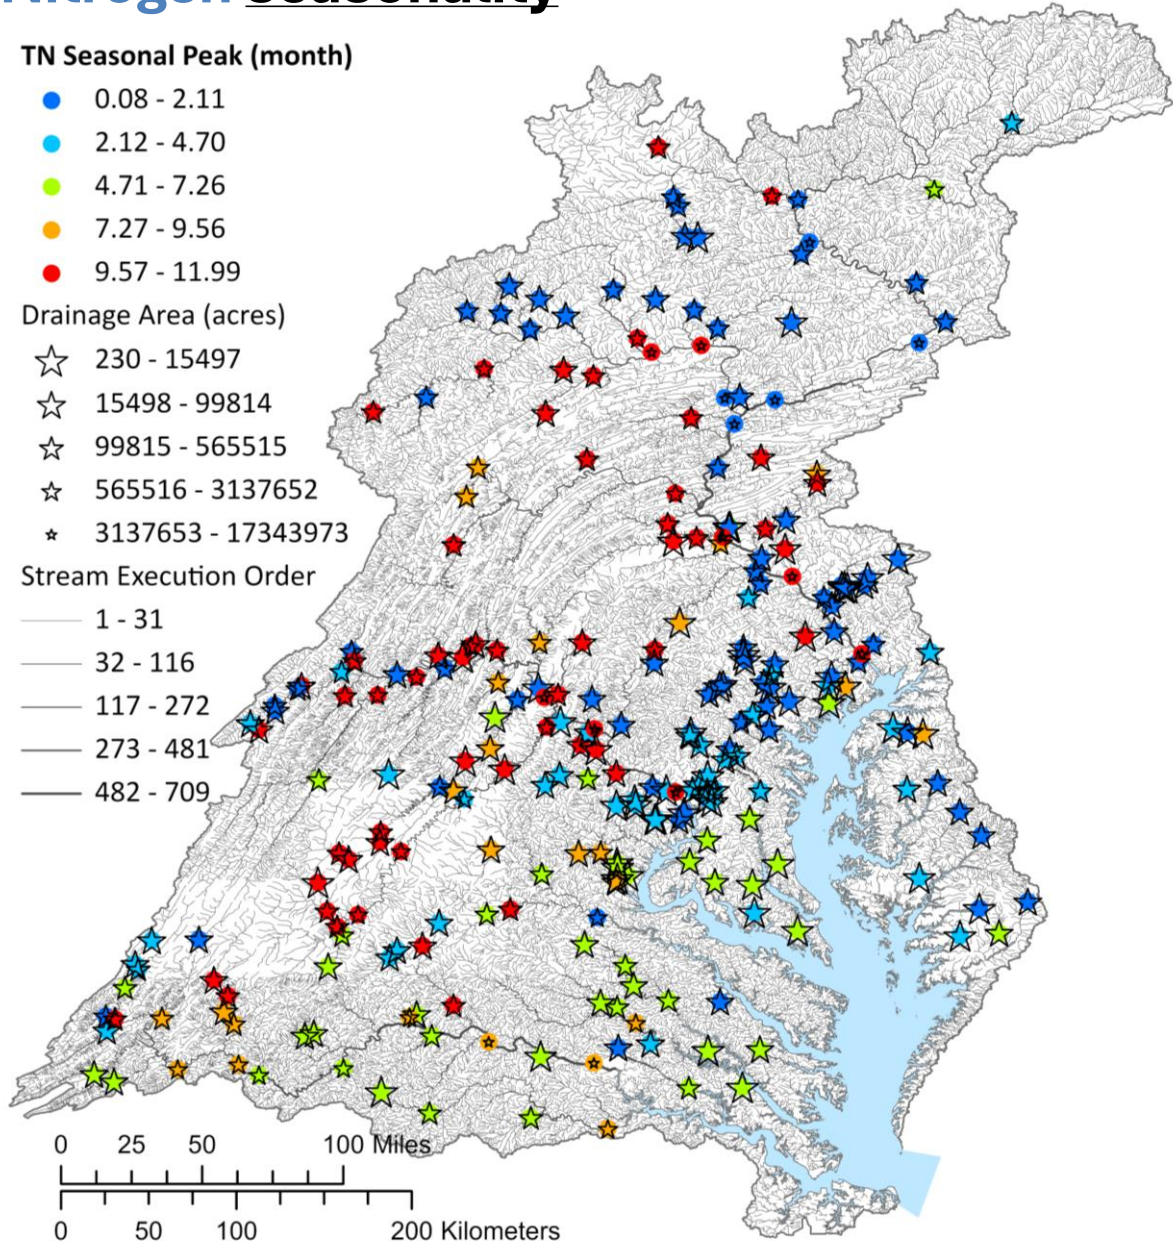 Nitrogen Seasonality
TN Seasonal Peak (month)
0.08 - 2.11
2.12 - 4.70
4.71 - 7.26
7.27 - 9.56
9.57 - 11.99
Drainage Area (acres)
230 - 15497
15498 - 99814
99815 - 565515
565516 - 3137652
3137653 - 17343973
Stream Execution Order
1 - 31
32 - 116
117 - 272
273 - 481
482 - 709
0 25 50 100 Miles
0 50 100 200 Kilometers